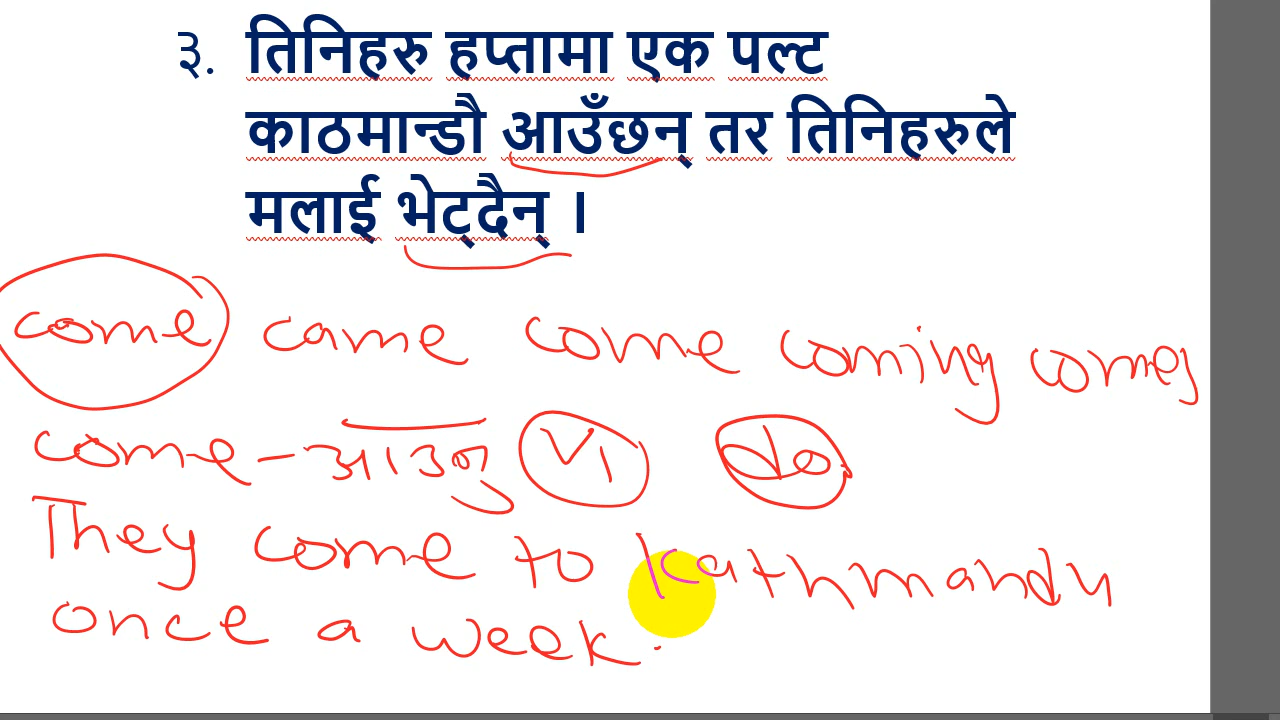 ३. तिनिहरु हप्तामा एक पल्ट
काठमान्डौ आउँछन् तर तिनिहरुले
मलाई भेट्दैन् ।
come came come coming comes
come - आउनु V1 do
They come to Kathmandu
once a week.